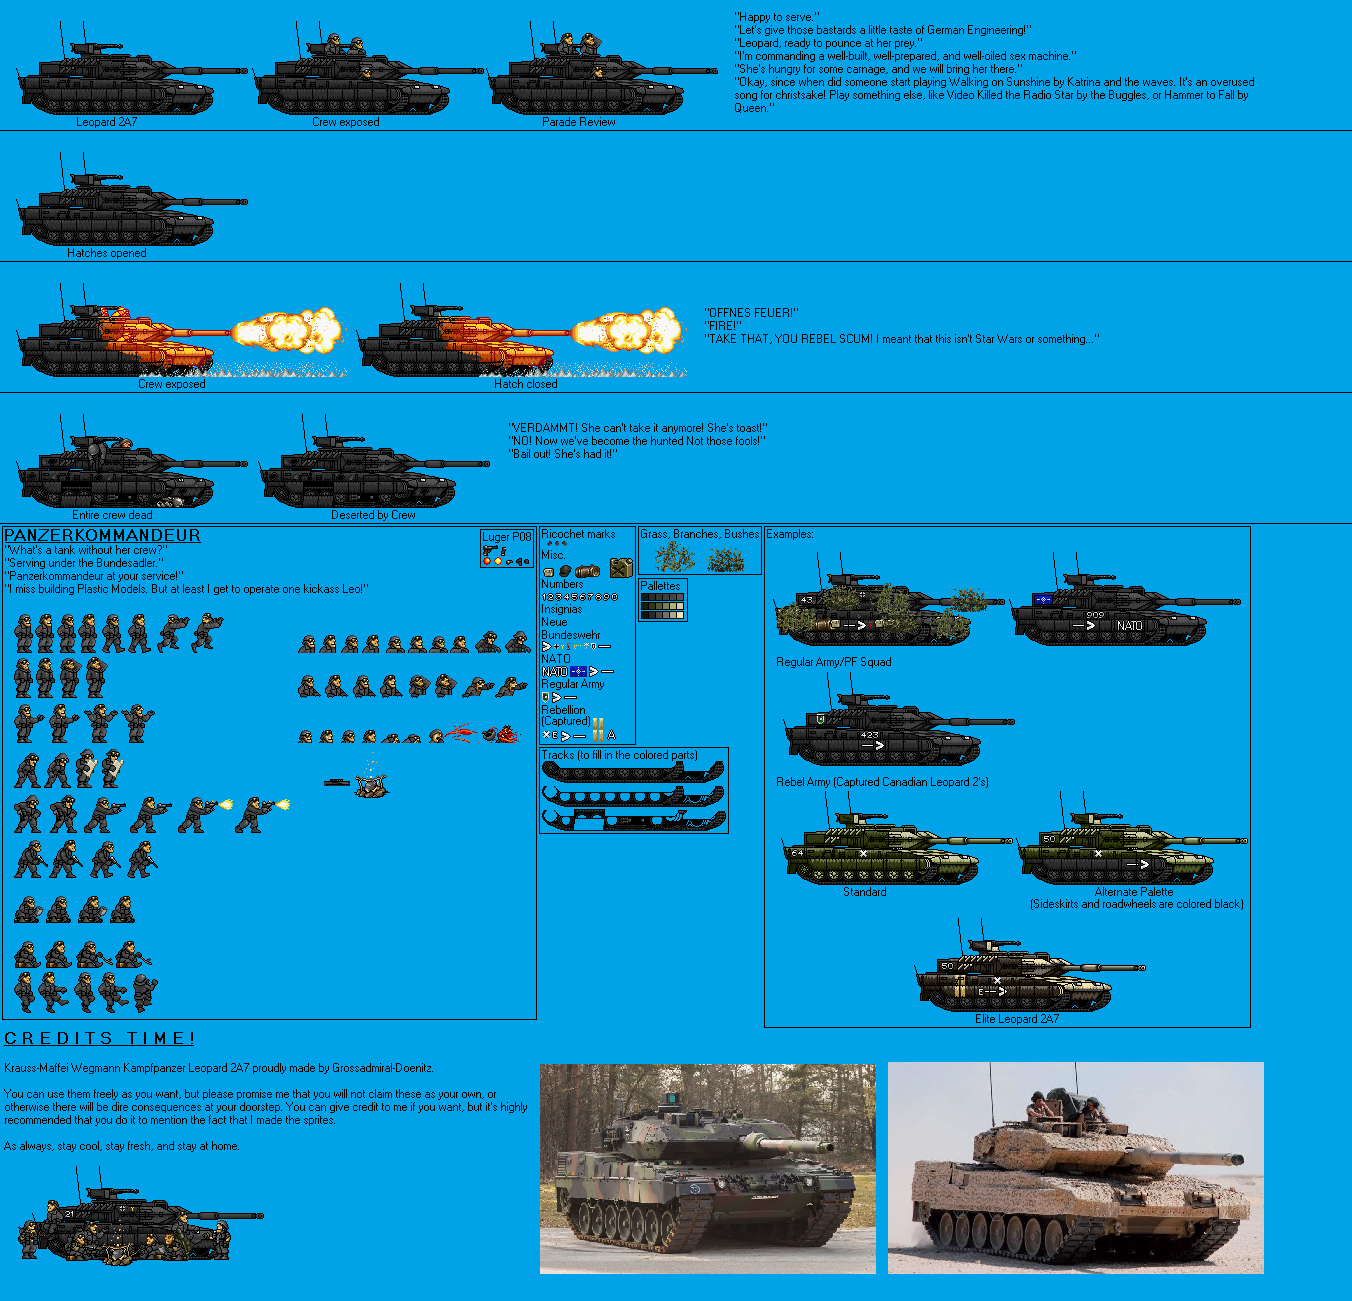 "Happy to serve."
"Let's give those bastards a little taste of German Engineering!"
"Leopard, ready to pounce at her prey."
"I'm commanding a well-built, well-prepared, and well-oiled sex machine."
"She's hungry for some carnage, and we will bring her there."
"Okay, since when did someone start playing Walking on Sunshine by Katrina and the waves. It's an overused
song for christsake! Play something else, like Video Killed the Radio Star by the Buggles, or Hammer to Fall by
Queen."
Leopard 2A7
Crew exposed
Parade Review
Hatches opened
"OFFNES FEUER!"
"FIRE!"
"TAKE THAT, YOU REBEL SCUM! I meant that this isn't Star Wars or something..."
Crew exposed
Hatch closed
"VERDAMMT! She can't take it anymore! She's toast!"
"NO! Now we've become the hunted Not those fools!"
"Bail out! She's had it!"
Entire crew dead
Deserted by Crew
PANZERKOMMANDEUR
"What's a tank without her crew?"
"Serving under the Bundesadler."
"Panzerkommandeur at your service!"
"I miss building Plastic Models. But at least I get to operate one kickass Leo!"
Luger P08
Ricochet marks
Misc.
Numbers
1234567890
Insignias
Neue
Bundeswehr
NATO
NATO
Regular Army
Rebellion
(Captured)
E
A
Grass, Branches, Bushes
Pallettes
Tracks (to fill in the colored parts)
Examples:
43
909
NATO
Regular Army/PF Squad
423
Rebel Army (Captured Canadian Leopard 2's)
64
50
Standard
Alternate Palette
(Sideskirts and roadwheels are colored black)
50
E
Elite Leopard 2A7
CREDITS TIME!
Krauss-Maffei Wegmann Kampfpanzer Leopard 2A7 proudly made by Grossadmiral-Doenitz.
You can use them freely as you want, but please promise me that you will not claim these as your own, or
otherwise there will be dire consequences at your doorstep. You can give credit to me if you want, but it's highly
recommended that you do it to mention the fact that I made the sprites.
As always, stay cool, stay fresh, and stay at home.
21